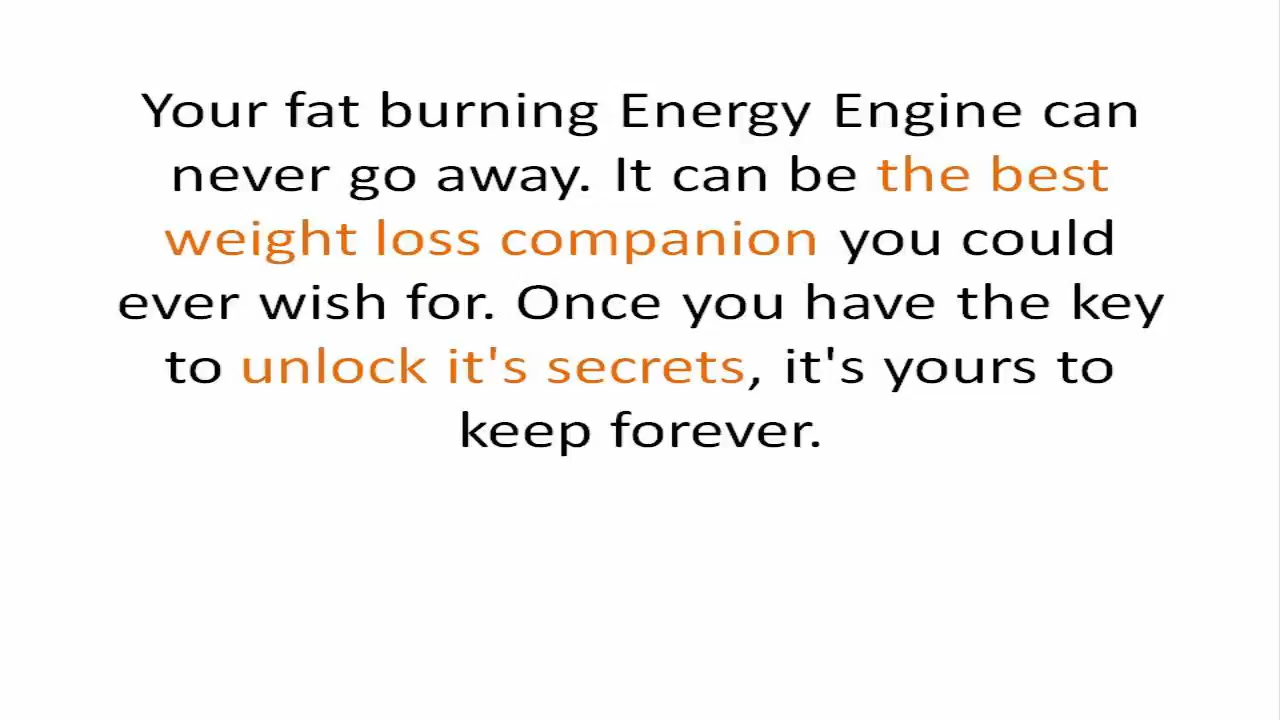 Your fat burning Energy Engine can
never go away. It can be the best
weight loss companion you could
ever wish for. Once you have the key
to unlock it's secrets, it's yours to
keep forever.